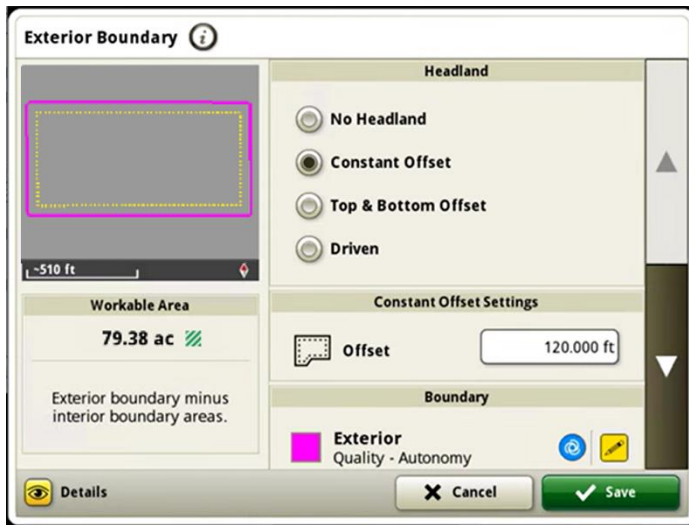 Exterior Boundary i
Headland
No Headland
Constant Offset
Top & Bottom Offset
Driven
~510 ft
Workable Area
79.38 ac
Exterior boundary minus
interior boundary areas.
Constant Offset Settings
Offset 120.000 ft
Boundary
Exterior
Quality - Autonomy
Details
Cancel
Save